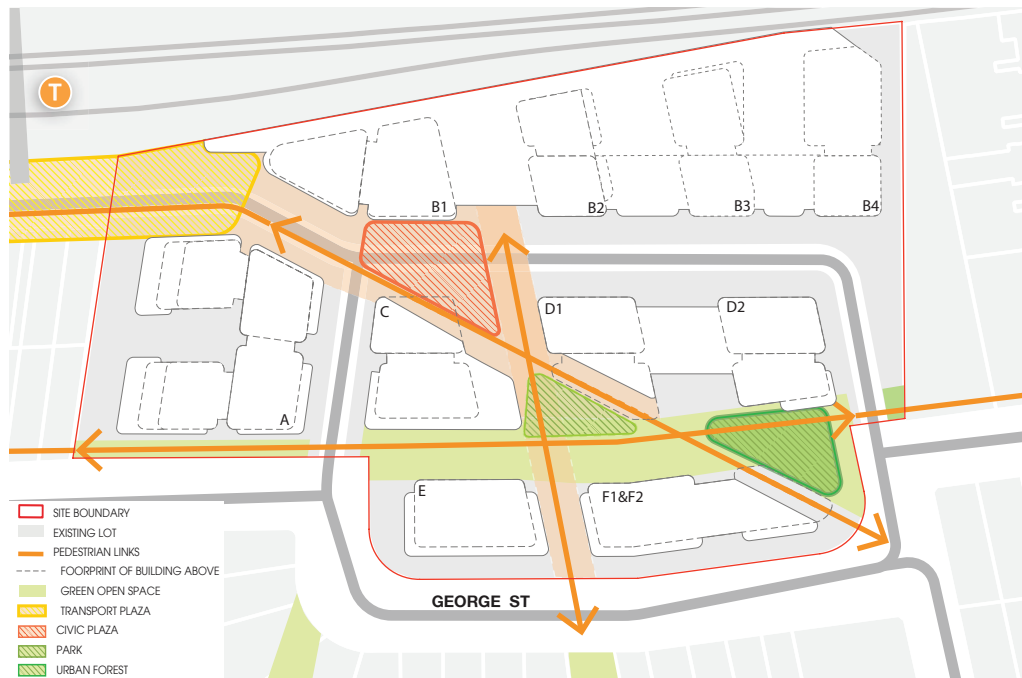 T
B1
B2
B3
B4
C
D1
D2
A
E
F1&F2
SITE BOUNDARY
EXISTING LOT
PEDESTRIAN LINKS
FOORPRINT OF BUILDING ABOVE
GREEN OPEN SPACE
TRANSPORT PLAZA
CIVIC PLAZA
PARK
URBAN FOREST
GEORGE ST